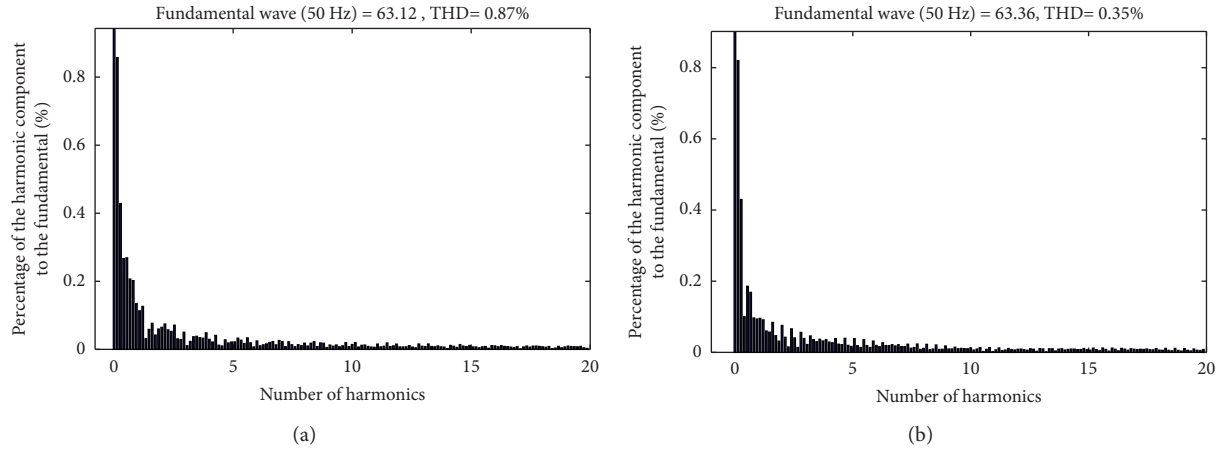 Fundamental wave (50 Hz) = 63.12 , THD= 0.87%
Percentage of the harmonic component
to the fundamental (%)
0.8
0.6
0.4
0.2
0
0 5 10 15 20
Number of harmonics
(a)
Fundamental wave (50 Hz) = 63.36, THD= 0.35%
Percentage of the harmonic component
to the fundamental (%)
0.8
0.6
0.4
0.2
0
0 5 10 15 20
Number of harmonics
(b)